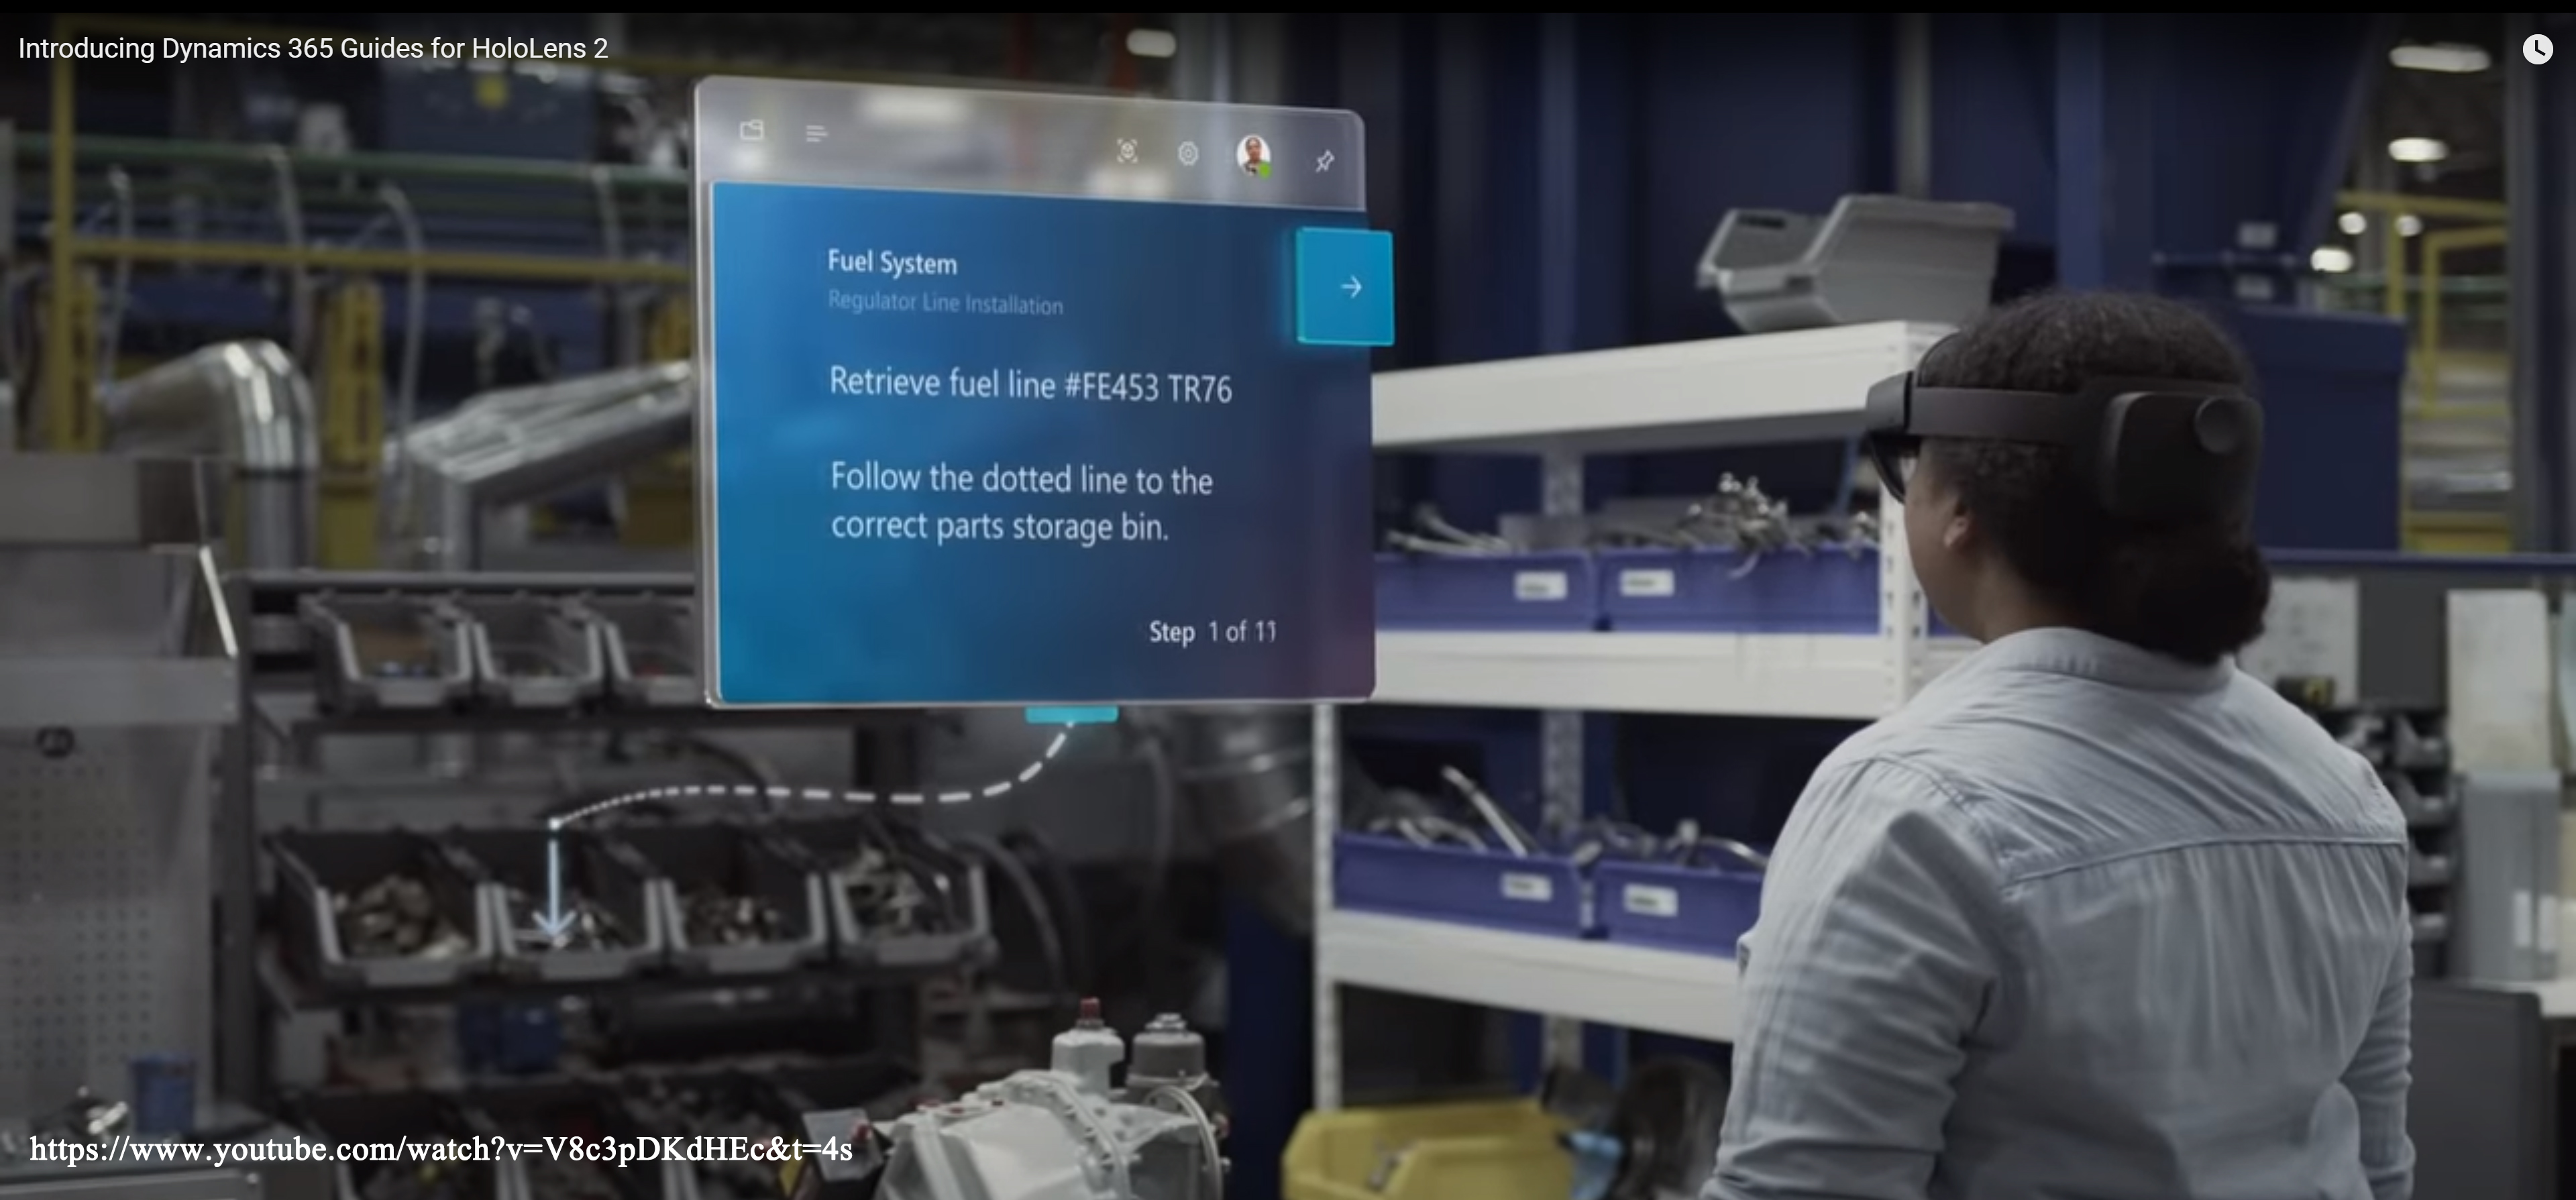 Introducing Dynamics 365 Guides for HoloLens 2
Fuel System
Regulator Line Installation
Retrieve fuel line #FE453 TR76
Follow the dotted line to the
correct parts storage bin.
Step 1 of 11
https://www.youtube.com/watch?v=V8c3pDKdHEc&t=4s